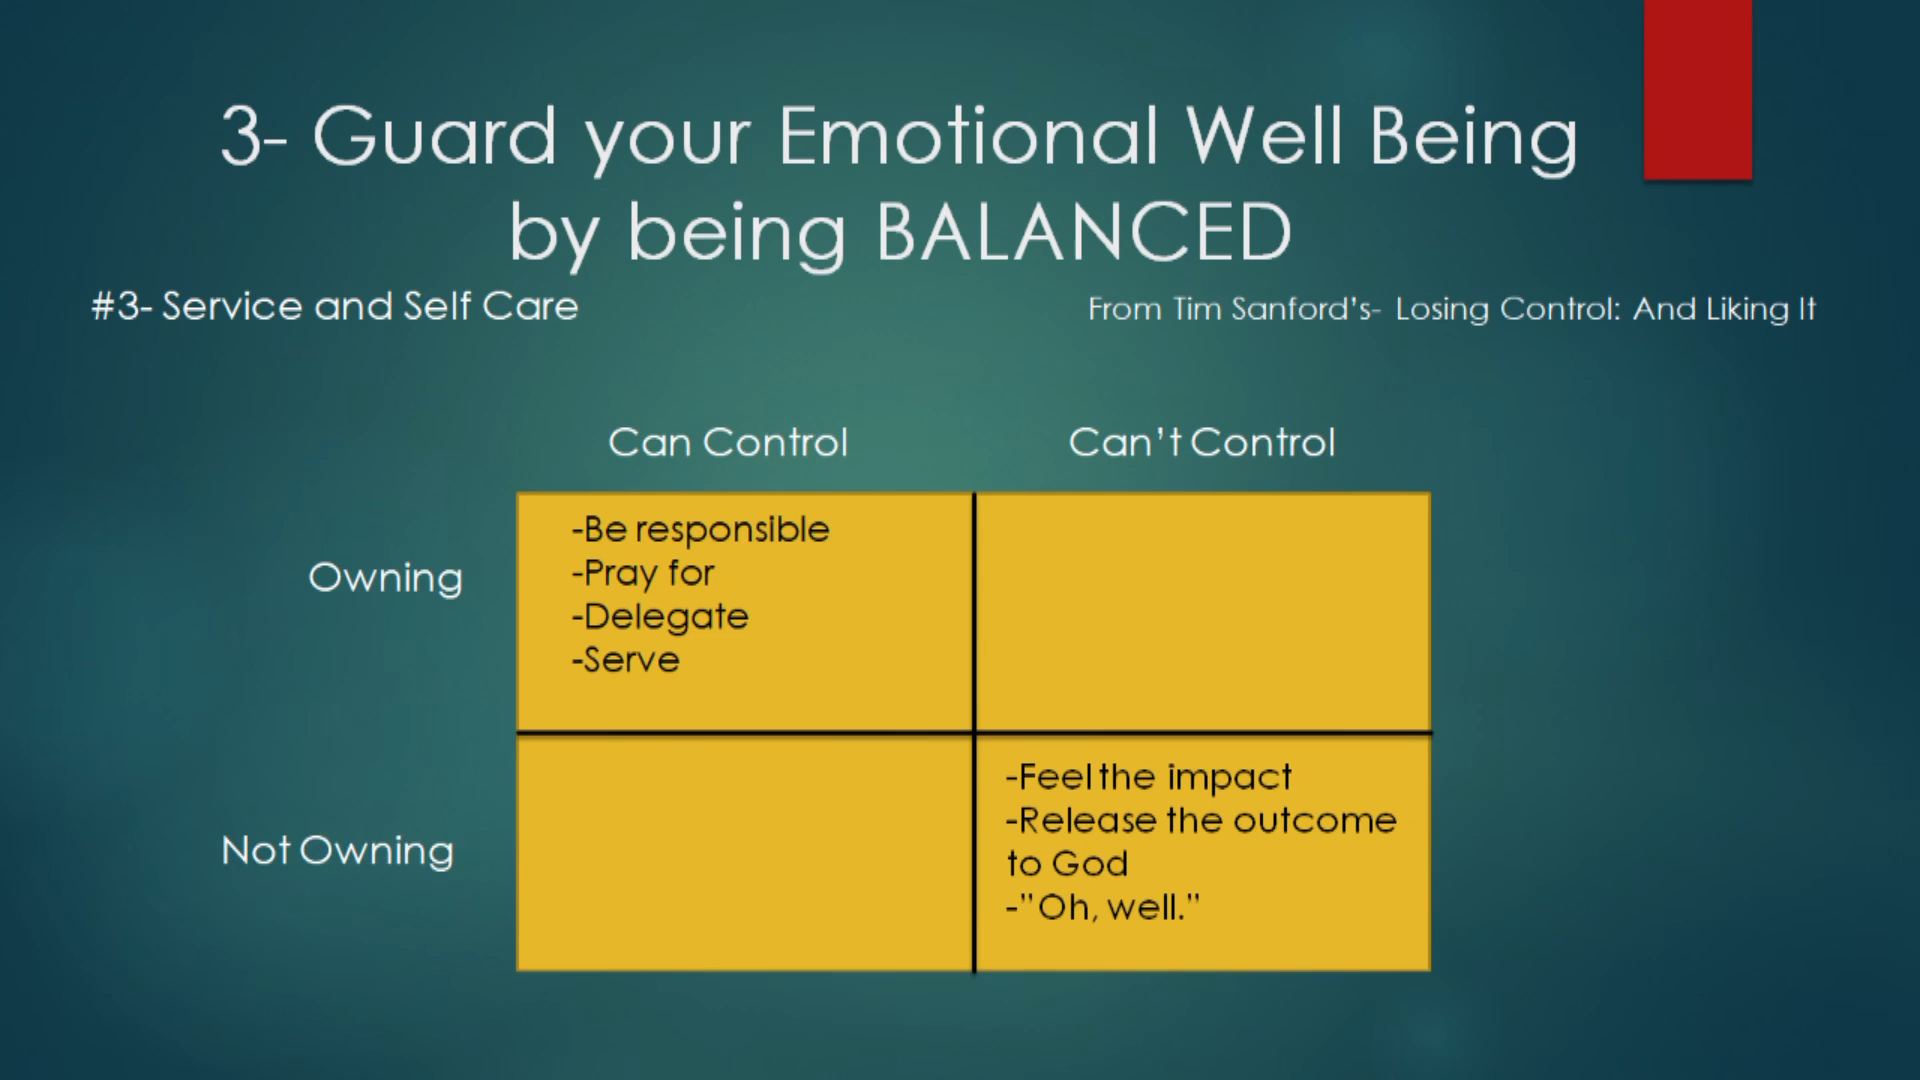 3- Guard your Emotional Well Being
by being BALANCED
#3- Service and Self Care
From Tim Sanford's- Losing Control: And Liking It
Can Control
Can't Control
Owning
-Be responsible
-Pray for
-Delegate
-Serve
Not Owning
-Feel the impact
-Release the outcome
to God
-"Oh, well."